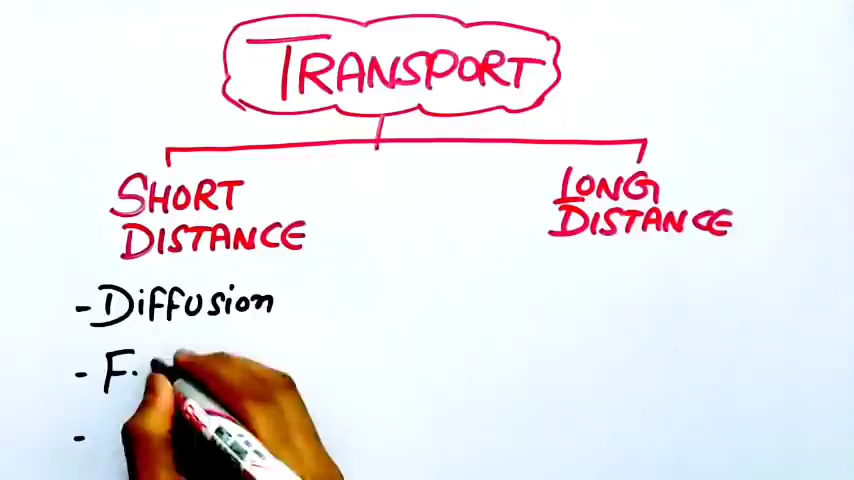 TRANSPORT
SHORT
DISTANCE
LONG
DISTANCE
- Diffusion
- F.
-